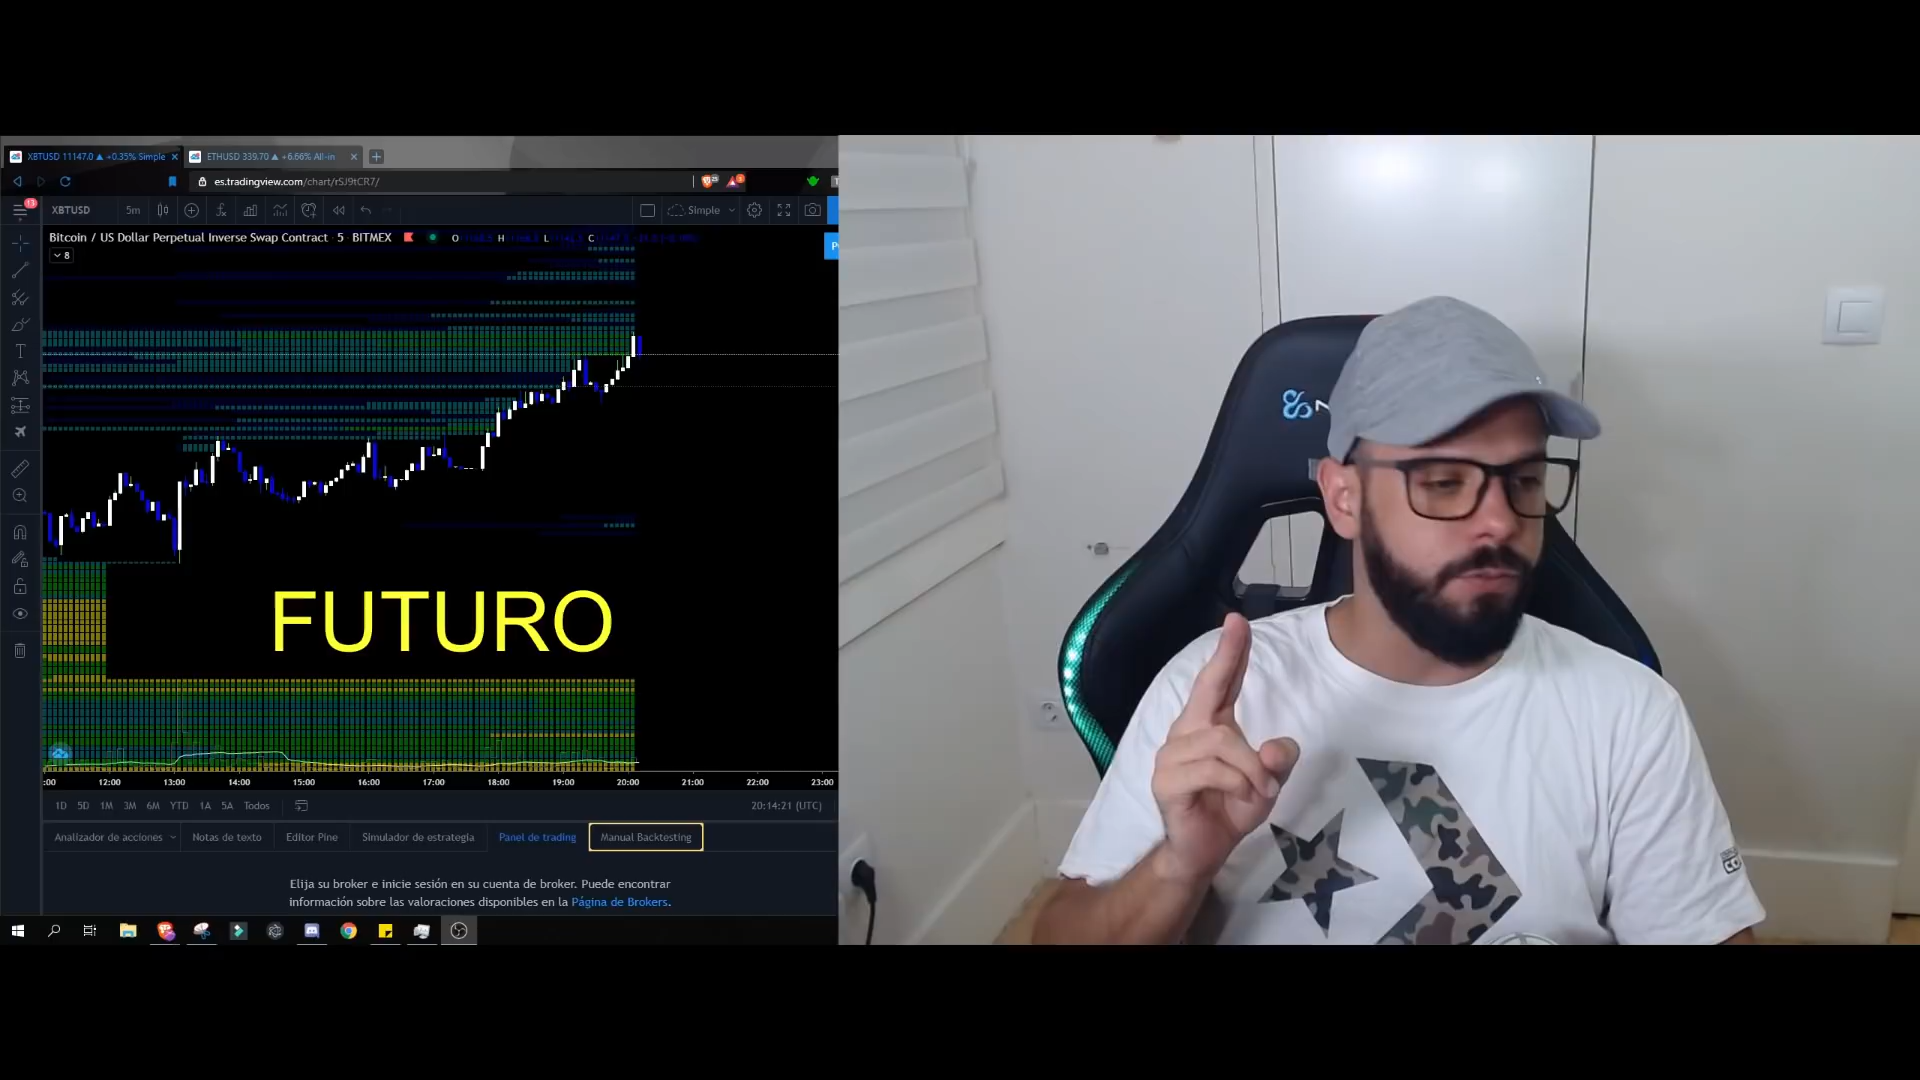 XBTUSD 11147.0 ▲ +0.35% Simple
ETHUSD 339.70 ▲ +6.66% All-in
es.tradingview.com/chart/rSJ9tCR7/
13
XBTUSD
5m
Simple
Bitcoin / US Dollar Perpetual Inverse Swap Contract · 5 · BITMEX
O H L C
8
FUTURO
:00 12:00 13:00 14:00 15:00 16:00 17:00 18:00 19:00 20:00 21:00 22:00 23:00
1D 5D 1M 3M 6M YTD 1A 5A Todos
20:14:21 (UTC)
Analizador de acciones
Notas de texto
Editor Pine
Simulador de estrategia
Panel de trading
Manual Backtesting
Elija su broker e inicie sesión en su cuenta de broker. Puede encontrar
información sobre las valoraciones disponibles en la Página de Brokers.